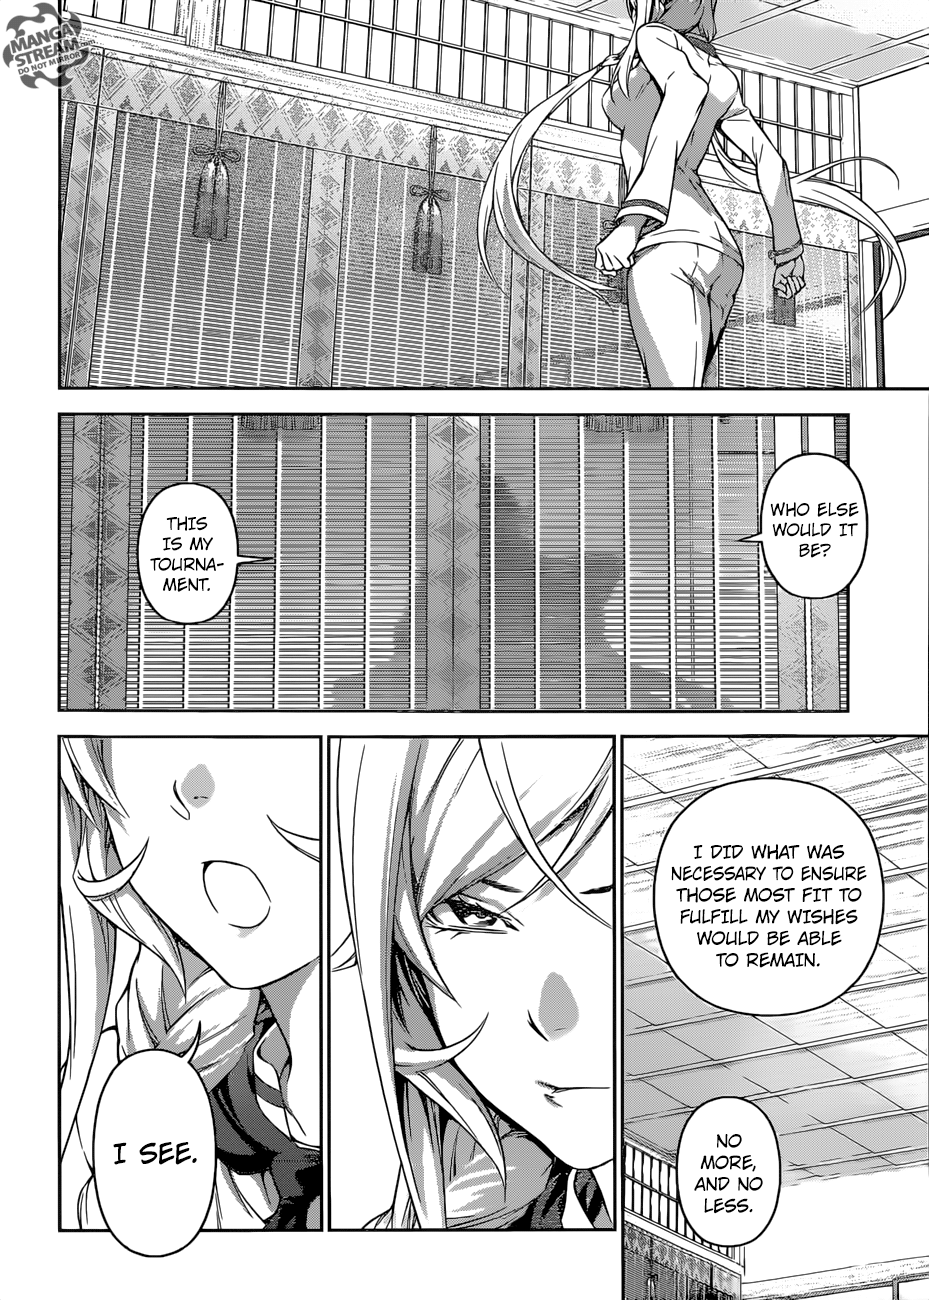 MANGA
STREAM.com
DO NOT MIRROR
WHO ELSE
WOULD IT
BE?
THIS
IS MY
TOURNA-
MENT.
I DID WHAT WAS
NECESSARY TO ENSURE
THOSE MOST FIT TO
FULFILL MY WISHES
WOULD BE ABLE
TO REMAIN.
NO
MORE,
AND NO
LESS.
I SEE.